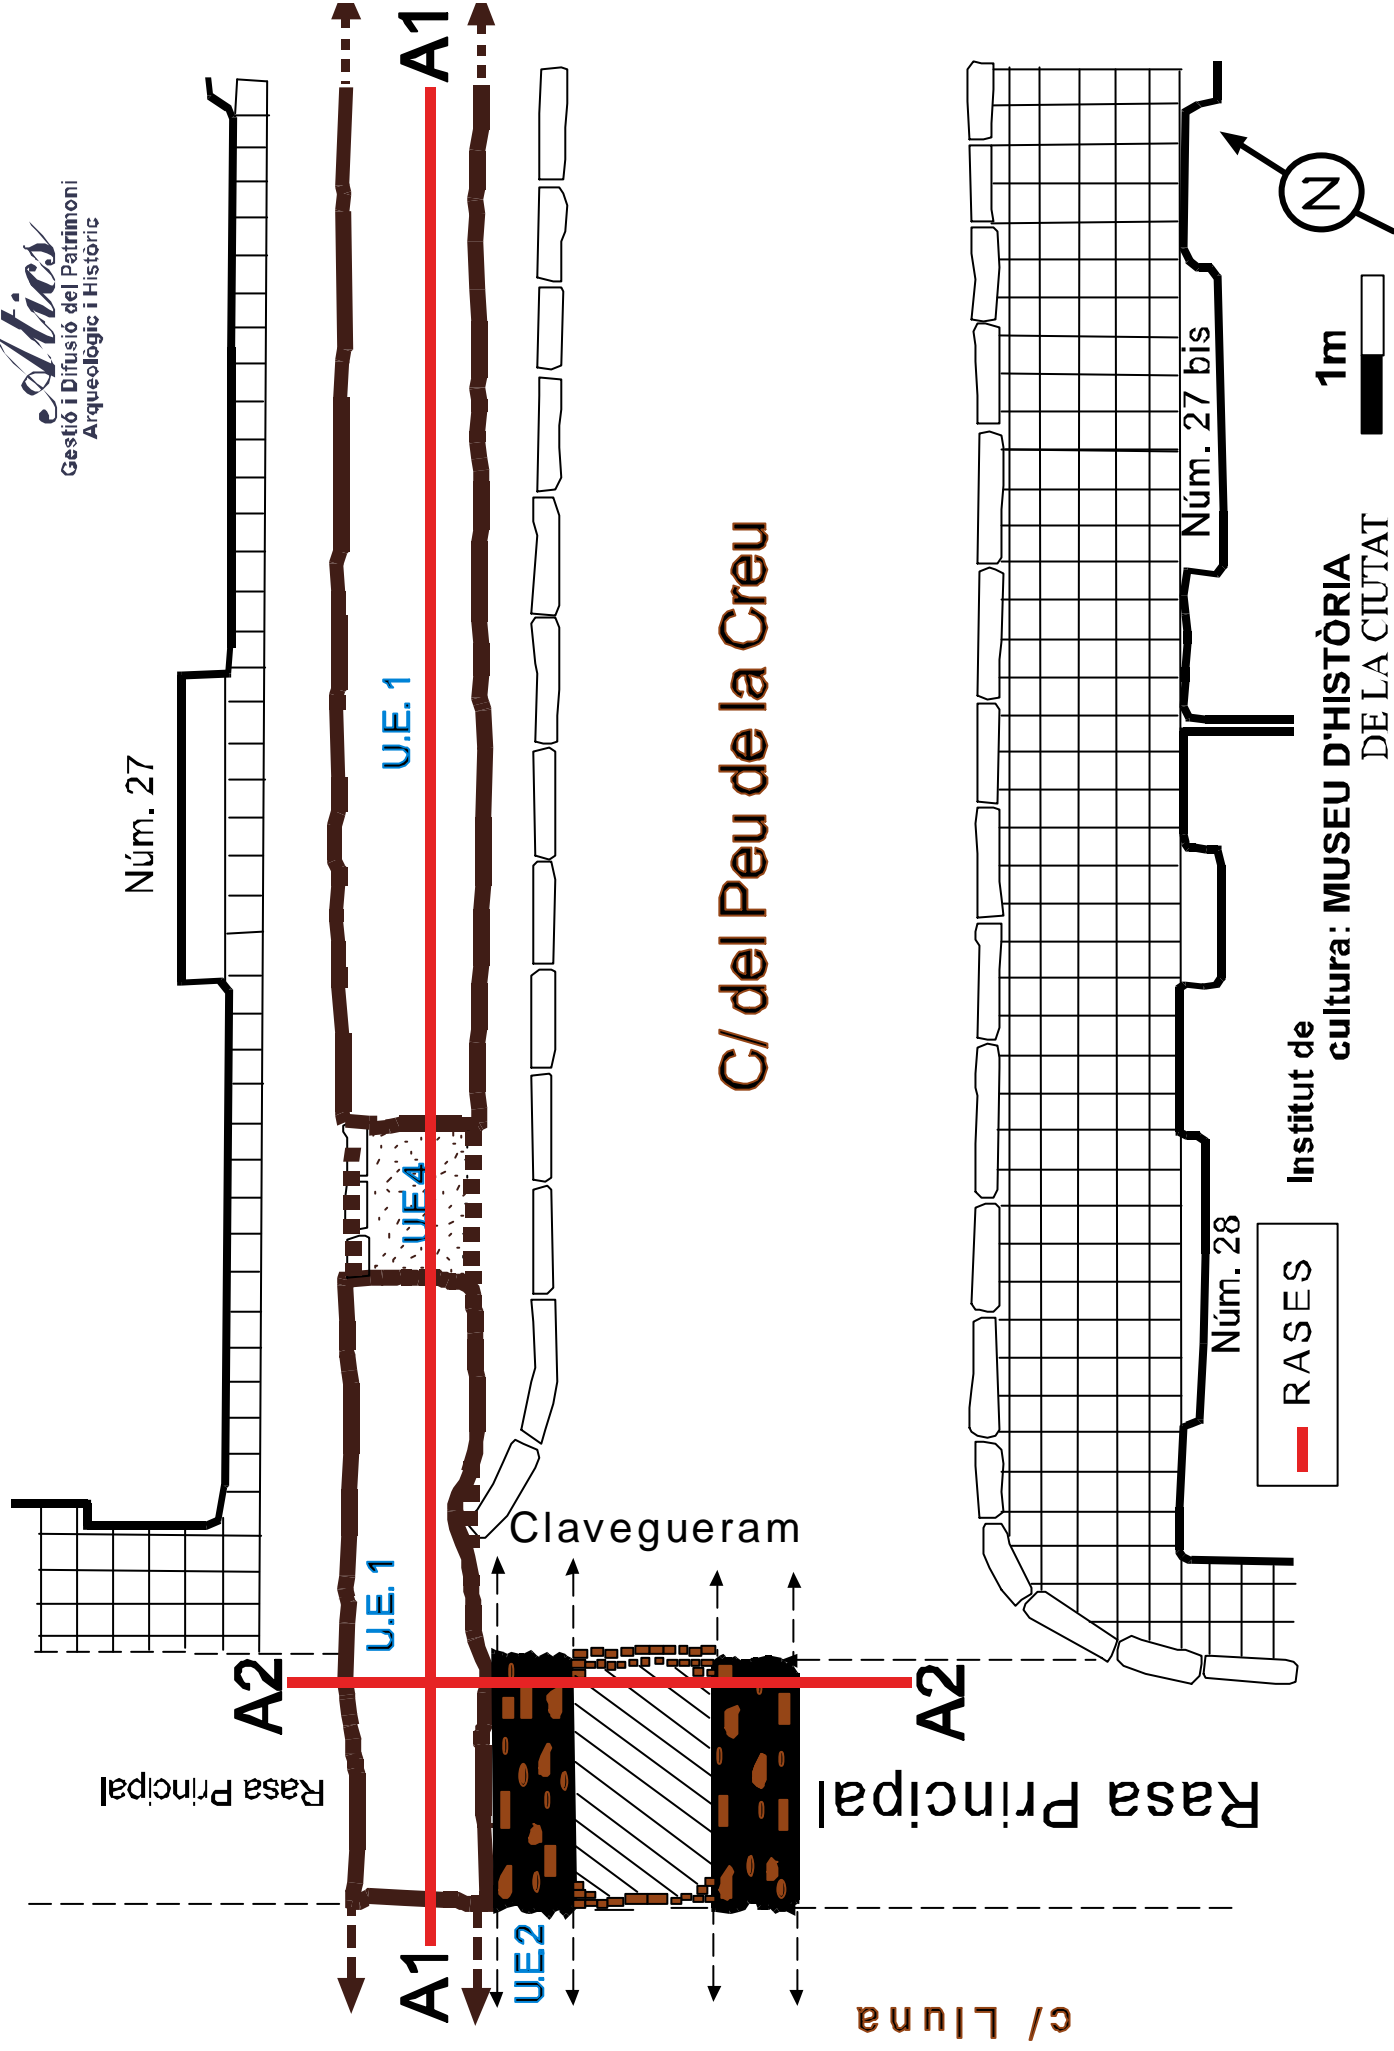 Atics
Gestió i Difusió del Patrimoni
Arqueològic i Històric
A1
Núm. 27
U.E. 1
C/ del Peu de la Creu
Núm. 27 bis
N
1m
U.E.4
Institut de
cultura: MUSEU D'HISTÒRIA
DE LA CIUTAT
Núm. 28
RASES
Clavegueram
U.E. 1
A2
A2
Rasa Principal
Rasa Principal
A1
U.E.2
c/ Lluna